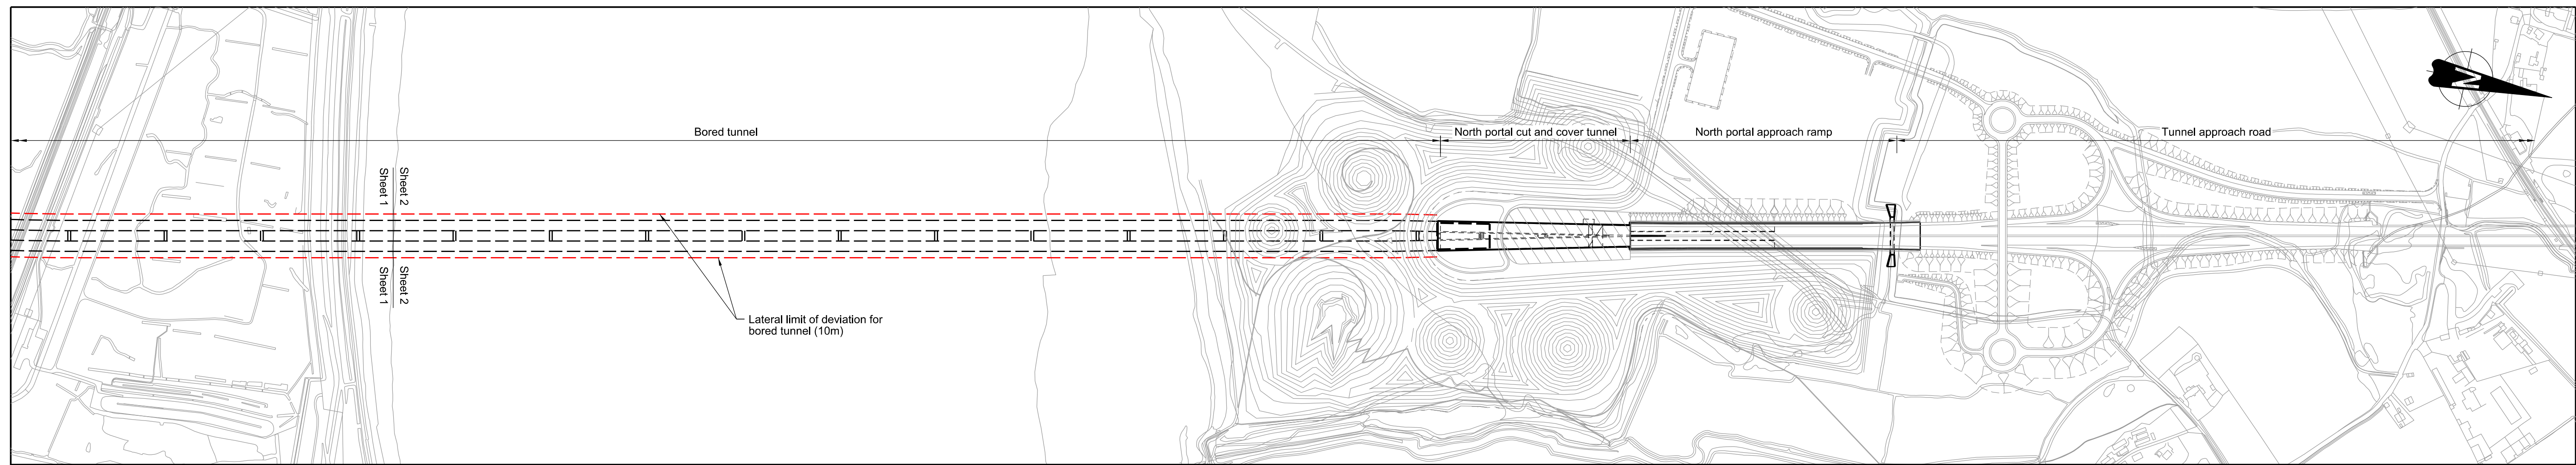 Bored tunnel
North portal cut and cover tunnel
North portal approach ramp
Tunnel approach road
N
Sheet 2
Sheet 1
Sheet 2
Sheet 1
Lateral limit of deviation for
bored tunnel (10m)